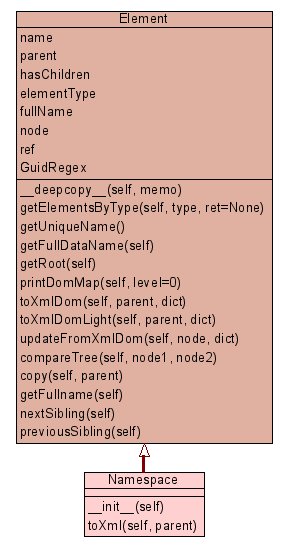 Element
name
parent
hasChildren
elementType
fullName
node
ref
GuidRegex
__deepcopy__(self, memo)
getElementsByType(self, type, ret=None)
getUniqueName()
getFullDataName(self)
getRoot(self)
printDomMap(self, level=0)
toXmlDom(self, parent, dict)
toXmlDomLight(self, parent, dict)
updateFromXmlDom(self, node, dict)
compareTree(self, node1, node2)
copy(self, parent)
getFullname(self)
nextSibling(self)
previousSibling(self)
Namespace
__init__(self)
toXml(self, parent)